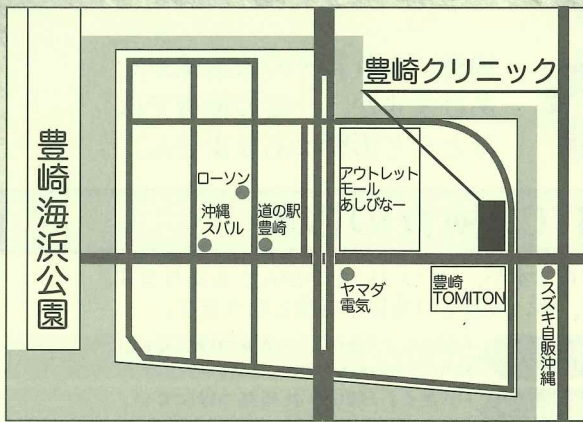 豊崎クリニック
豊崎海浜公園
ローソン
沖縄
スバル
道の駅
豊崎
アウトレット
モール
あしびなー
ヤマダ
電気
豊崎
TOMITON
スズキ自販沖縄